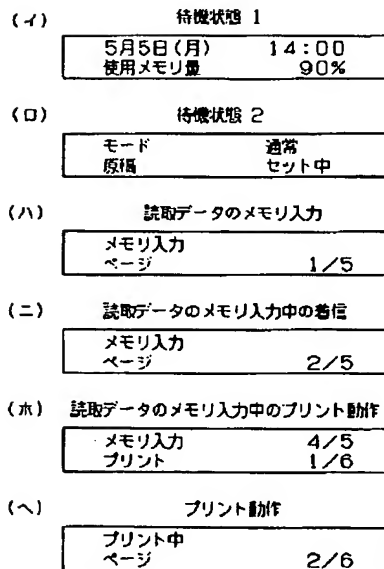 (イ) 待機状態 1
5月5日(月) 14:00
使用メモリ量 90%
(ロ) 待機状態 2
モード 通常
原稿 セット中
(ハ) 読取データのメモリ入力
メモリ入力
ページ 1/5
(ニ) 読取データのメモリ入力中の着信
メモリ入力
ページ 2/5
(ホ) 読取データのメモリ入力中のプリント動作
メモリ入力 4/5
プリント 1/6
(ヘ) プリント動作
プリント中
ページ 2/6